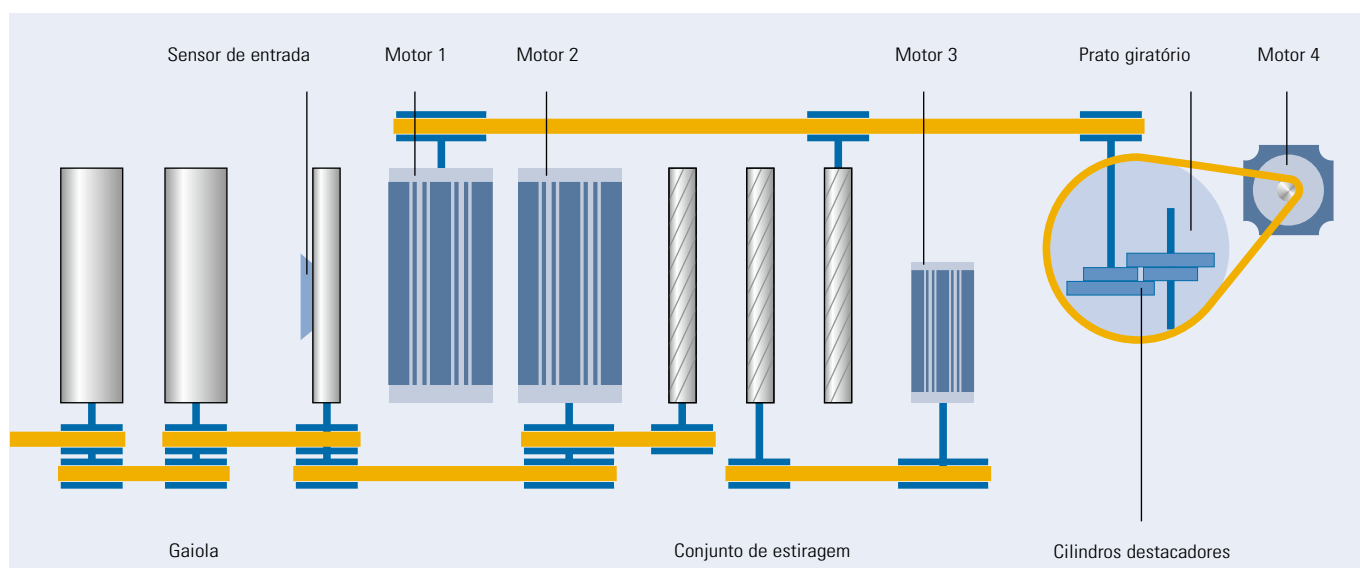 Sensor de entrada
Motor 1
Motor 2
Motor 3
Prato giratório
Motor 4
Gaiola
Conjunto de estiragem
Cilindros destacadores